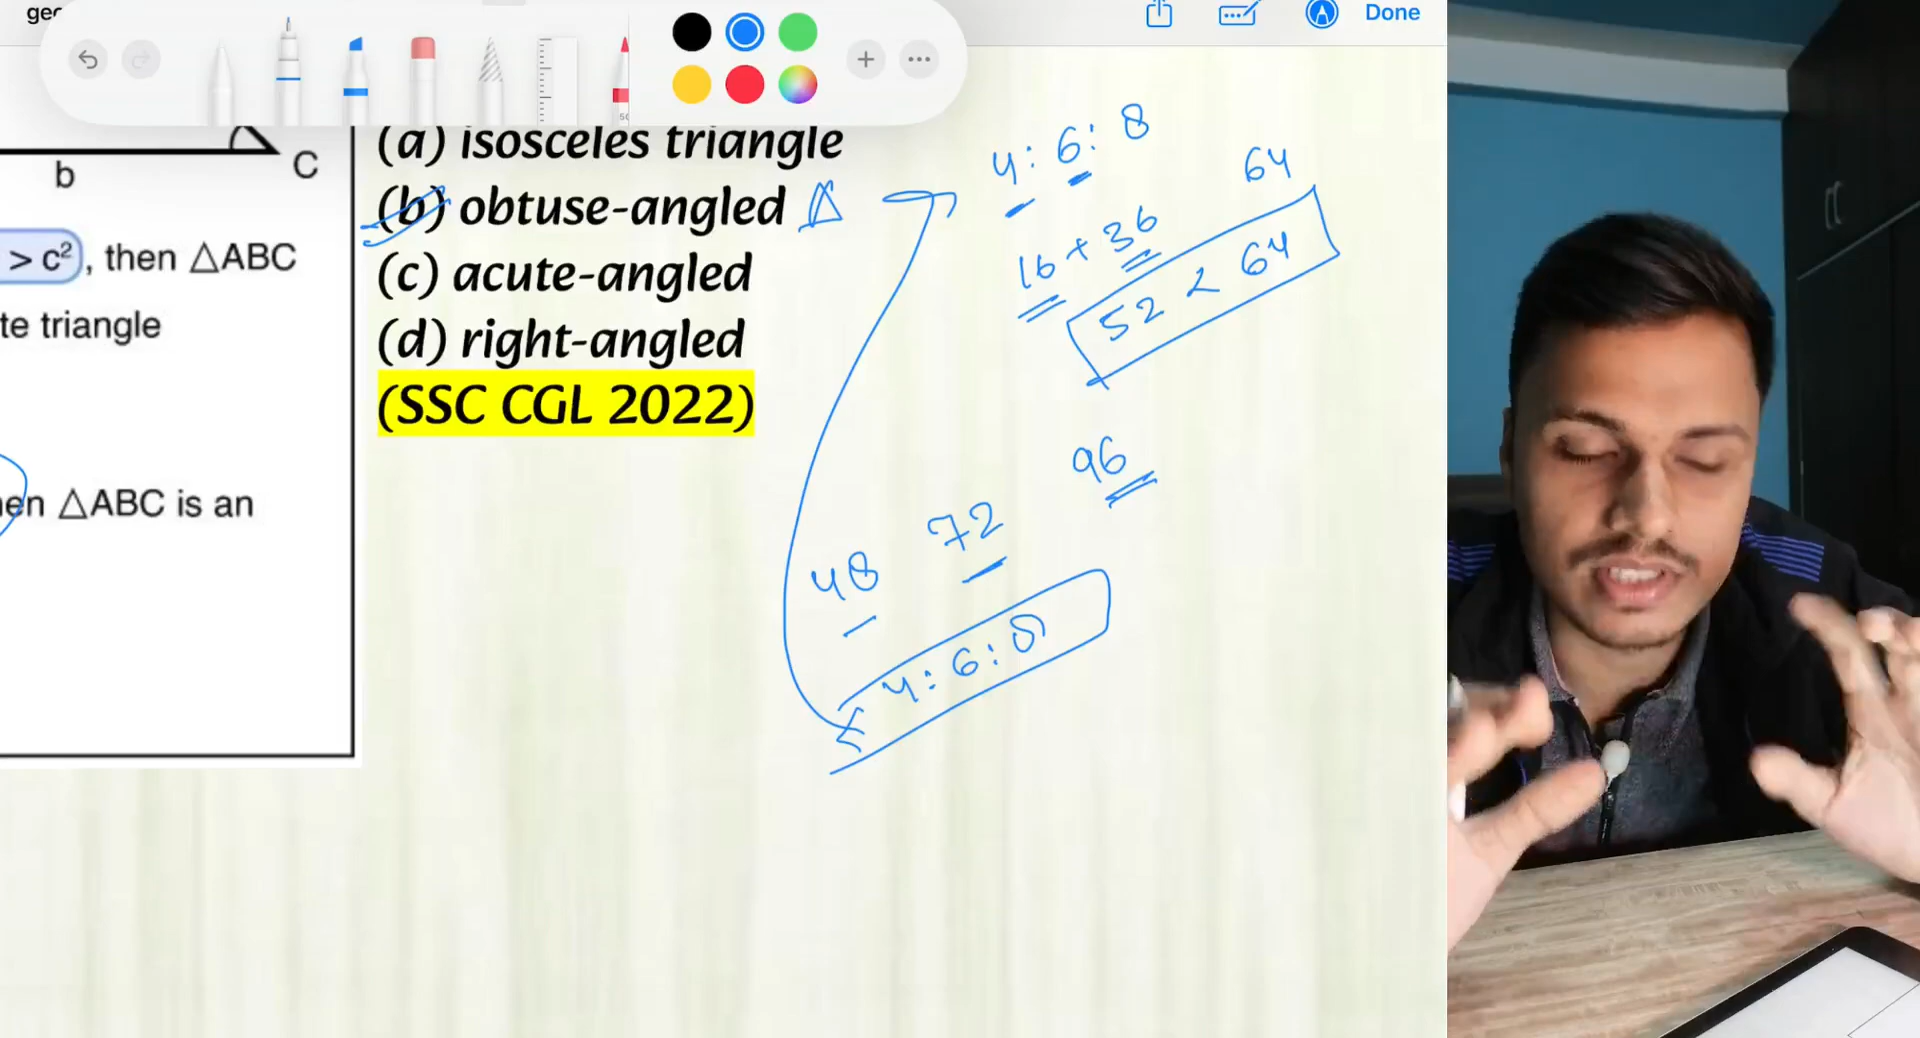 Done
50
b
C
> c², then △ABC
te triangle
en △ABC is an
(a) isosceles triangle
(b) obtuse-angled △
(c) acute-angled
(d) right-angled
(SSC CGL 2022)
4 : 6 : 8
64
16 + 36
52 < 64
96
48 72
4 : 6 : 8